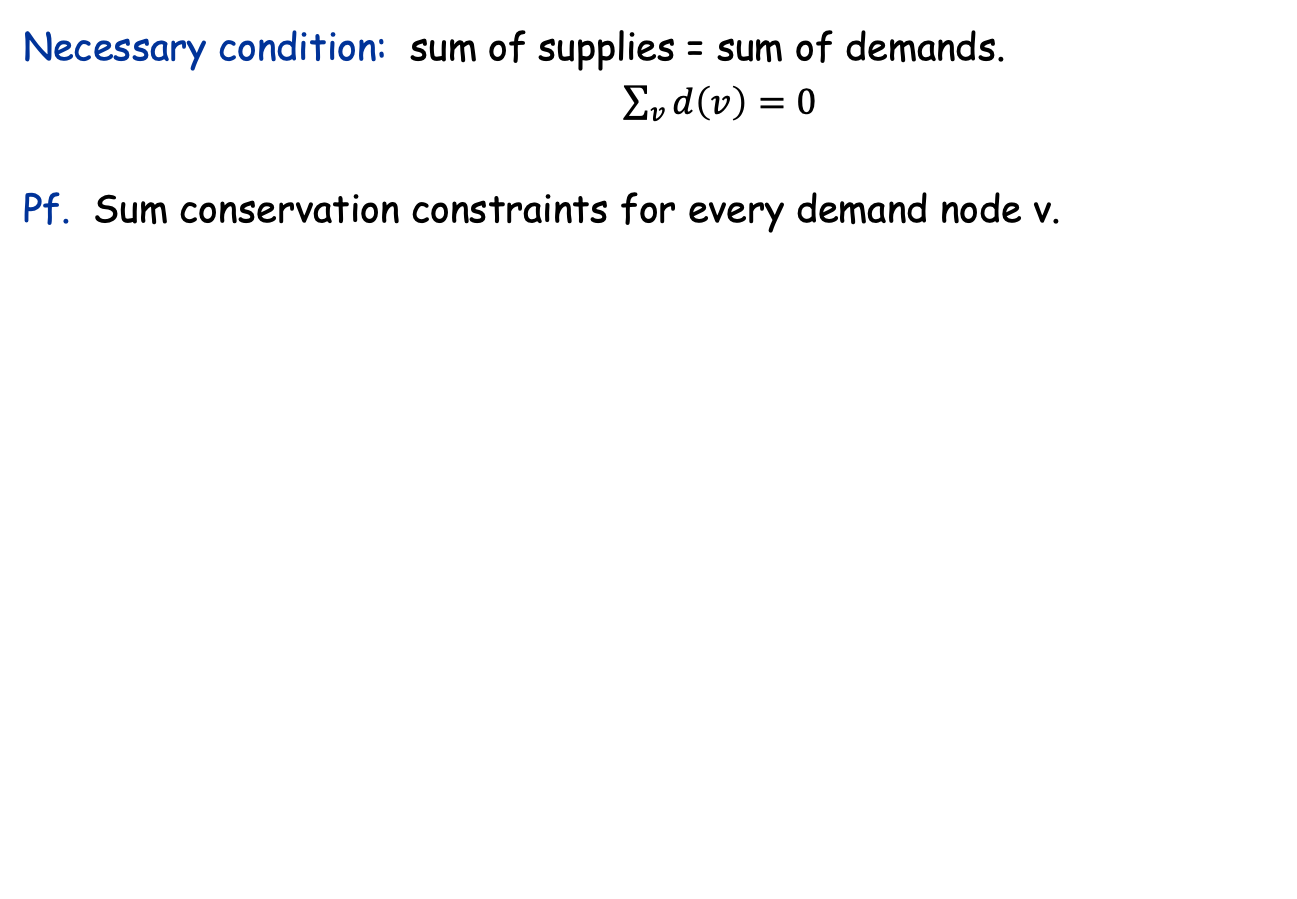 Necessary condition: sum of supplies = sum of demands.
∑ᵥ d(v) = 0
Pf. Sum conservation constraints for every demand node v.